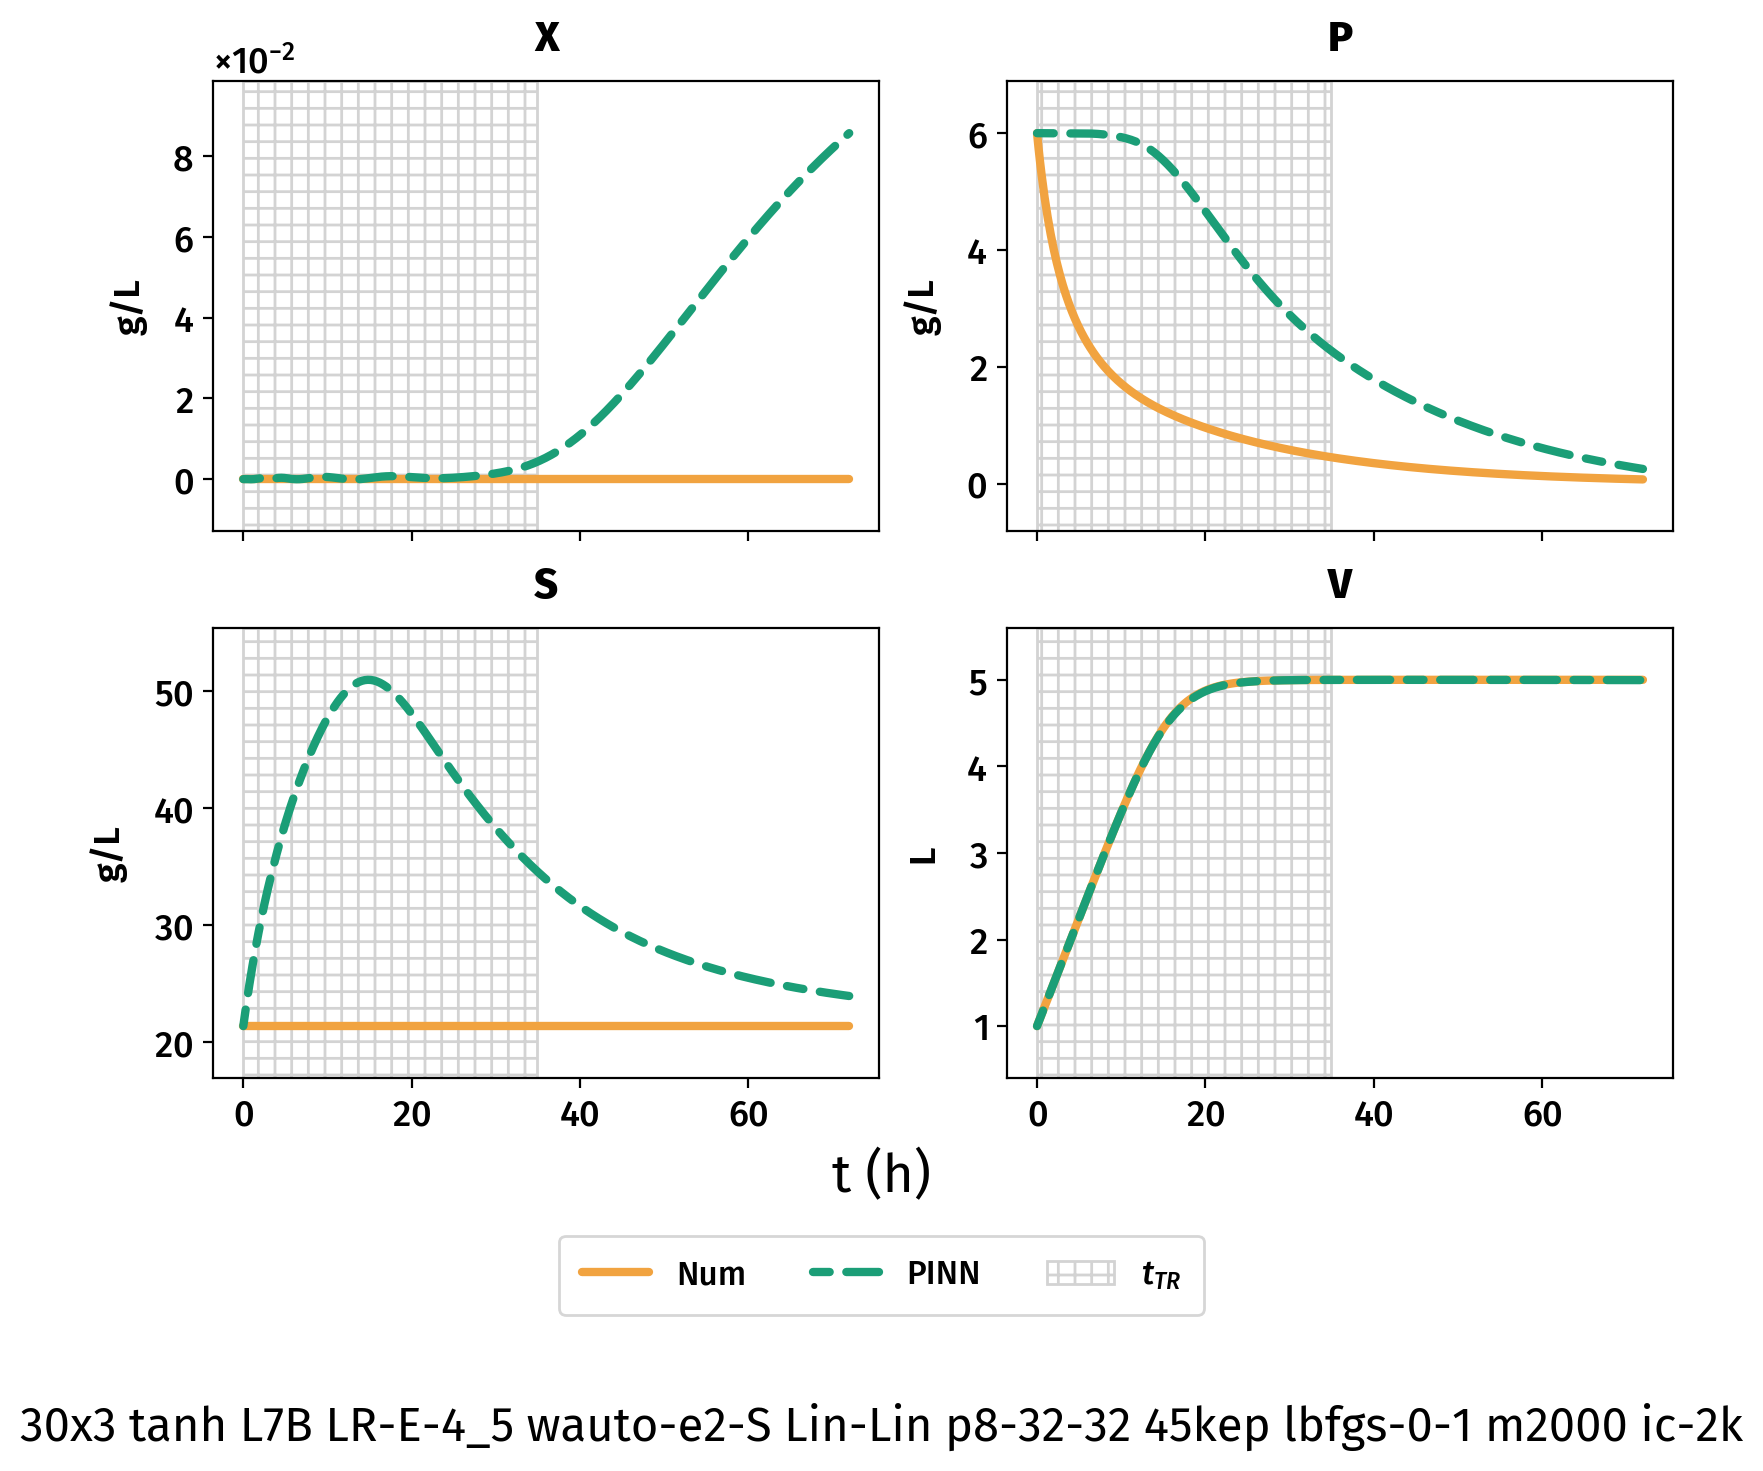 X
P
×10⁻²
g/L
8
6
4
2
0
g/L
6
4
2
0
S
V
g/L
50
40
30
20
0
20
40
60
L
5
4
3
2
1
0
20
40
60
t (h)
Num
PINN
t_TR
30x3 tanh L7B LR-E-4_5 wauto-e2-S Lin-Lin p8-32-32 45kep lbfgs-0-1 m2000 ic-2k